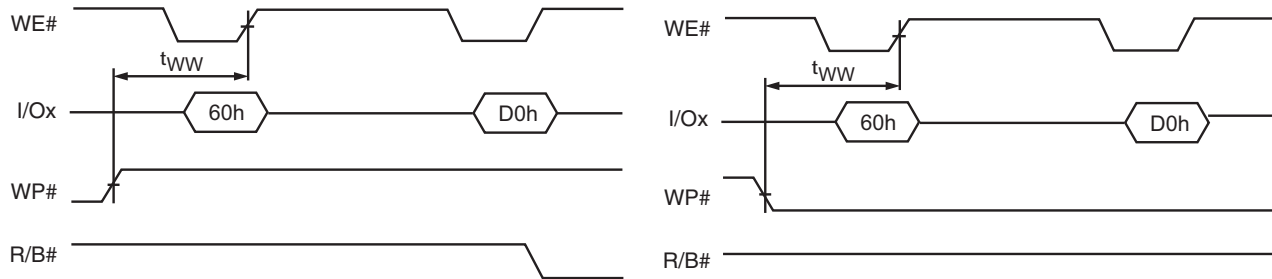 WE#
tWW
I/Ox
60h
D0h
WP#
R/B#
WE#
tWW
I/Ox
60h
D0h
WP#
R/B#